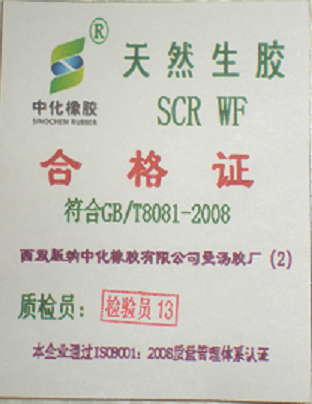 ®
天然生胶
中化橡胶
SINOCHEM RUBBER
SCR WF
合格证
符合GB/T8081-2008
西双版纳中化橡胶有限公司曼汤胶厂(2)
质检员：检验员 13
本企业通过ISO9001：2008质量管理体系认证